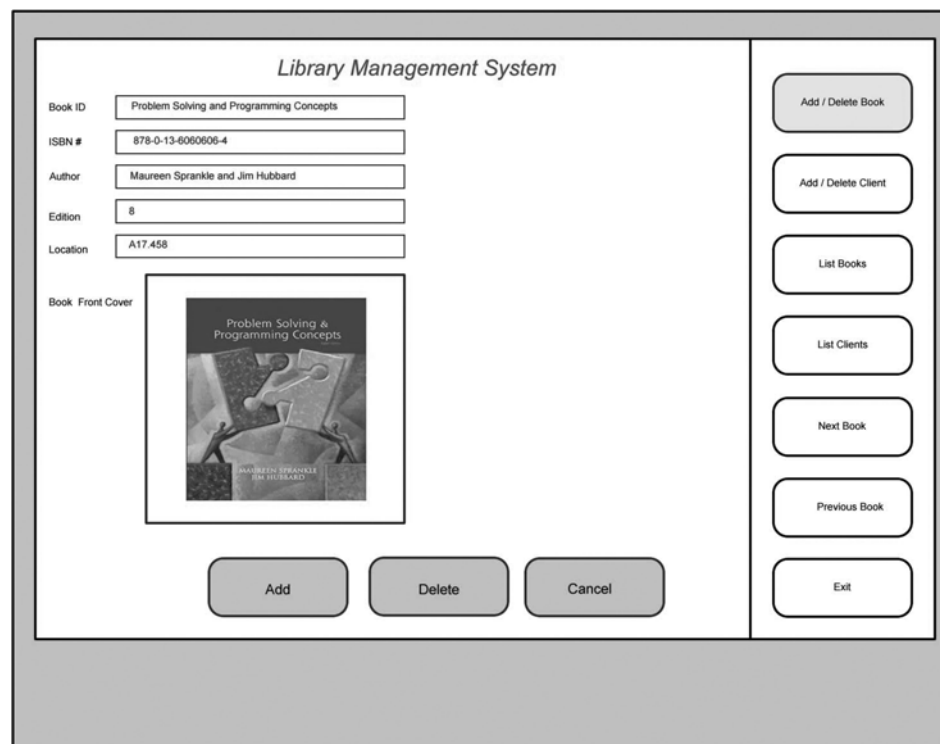 Library Management System
Book ID
Problem Solving and Programming Concepts
ISBN #
878-0-13-6060606-4
Author
Maureen Sprankle and Jim Hubbard
Edition
8
Location
A17.458
Book Front Cover
Problem Solving &
Programming Concepts
MAUREEN SPRANKLE
JIM HUBBARD
Add
Delete
Cancel
Add / Delete Book
Add / Delete Client
List Books
List Clients
Next Book
Previous Book
Exit